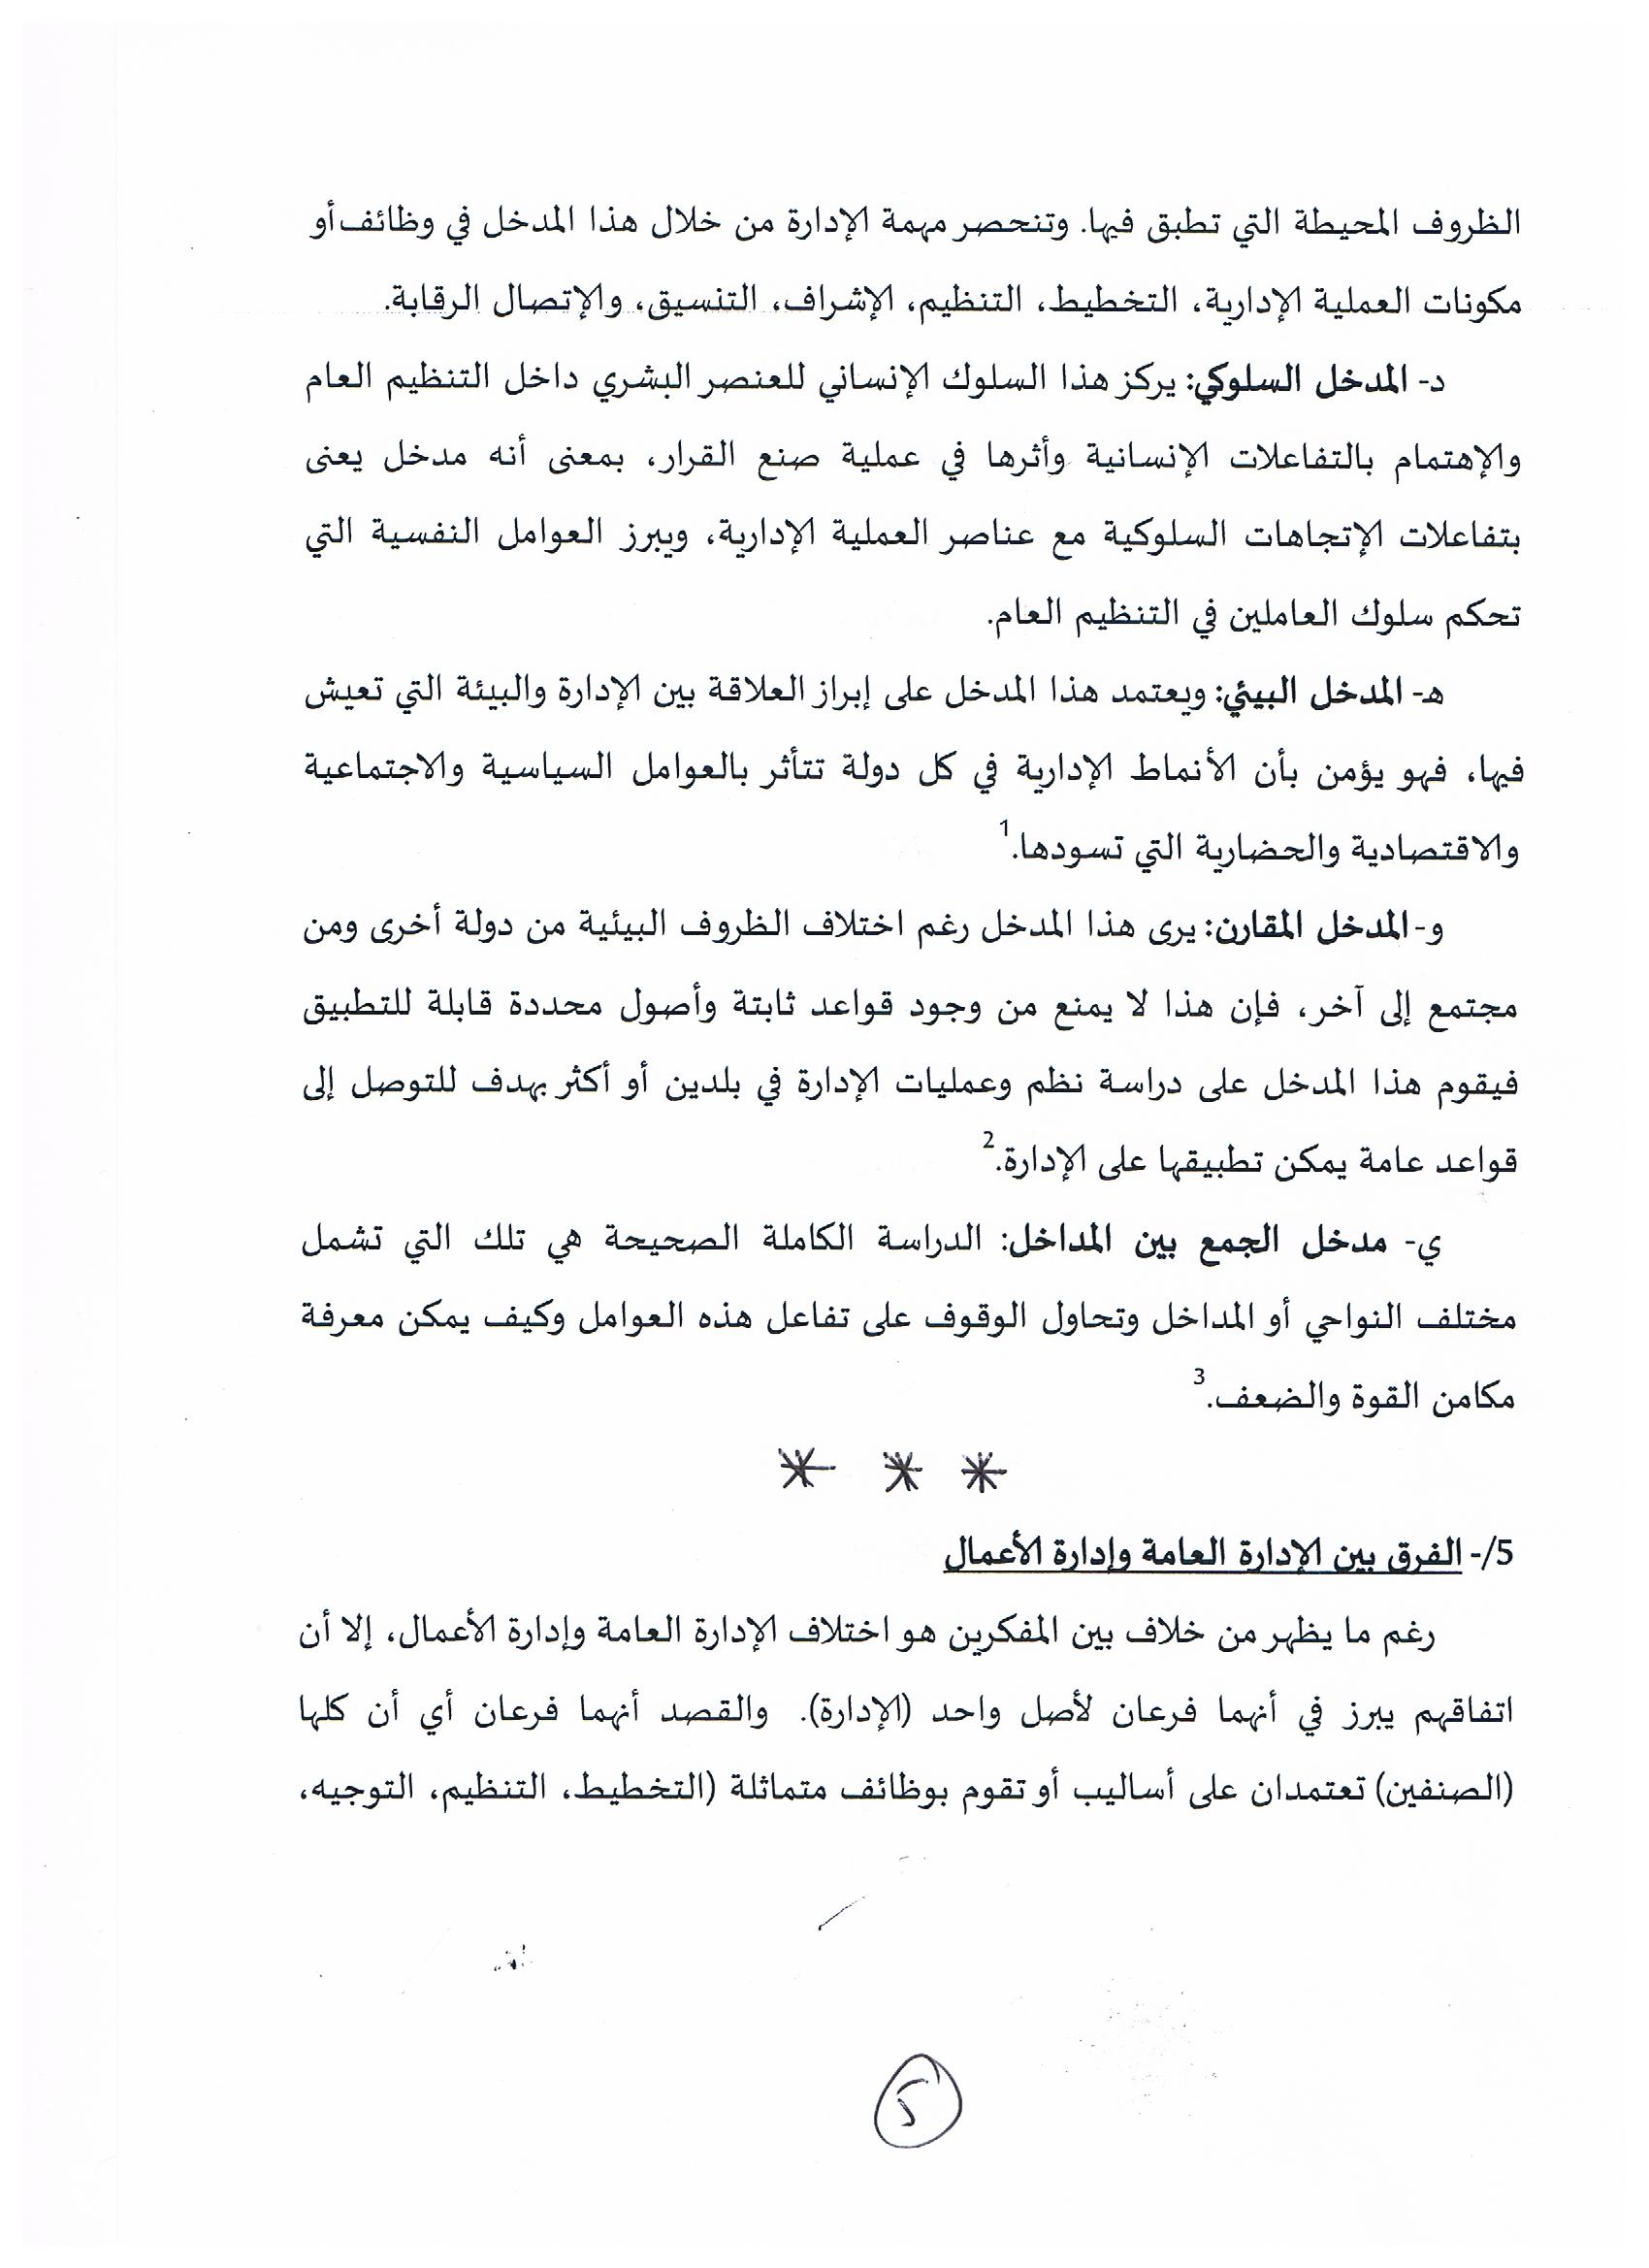 الظروف المحيطة التي تطبق فيها. وتنحصر مهمة الإدارة من خلال هذا المدخل في وظائف أو
مكونات العملية الإدارية، التخطيط، التنظيم، الإشراف، التنسيق، والإتصال الرقابة.
د- المدخل السلوكي: يركز هذا السلوك الإنساني للعنصر البشري داخل التنظيم العام
والإهتمام بالتفاعلات الإنسانية وأثرها في عملية صنع القرار، بمعنى أنه مدخل يعنى
بتفاعلات الإتجاهات السلوكية مع عناصر العملية الإدارية، ويبرز العوامل النفسية التي
تحكم سلوك العاملين في التنظيم العام.
هـ- المدخل البيئي: ويعتمد هذا المدخل على إبراز العلاقة بين الإدارة والبيئة التي تعيش
فيها، فهو يؤمن بأن الأنماط الإدارية في كل دولة تتأثر بالعوامل السياسية والاجتماعية
والاقتصادية والحضارية التي تسودها.1
و- المدخل المقارن: يرى هذا المدخل رغم اختلاف الظروف البيئية من دولة أخرى ومن
مجتمع إلى آخر، فإن هذا لا يمنع من وجود قواعد ثابتة وأصول محددة قابلة للتطبيق
فيقوم هذا المدخل على دراسة نظم وعمليات الإدارة في بلدين أو أكثر بهدف للتوصل إلى
قواعد عامة يمكن تطبيقها على الإدارة.2
ي- مدخل الجمع بين المداخل: الدراسة الكاملة الصحيحة هي تلك التي تشمل
مختلف النواحي أو المداخل وتحاول الوقوف على تفاعل هذه العوامل وكيف يمكن معرفة
مكامن القوة والضعف.3
* * *
5/- الفرق بين الإدارة العامة وإدارة الأعمال
رغم ما يظهر من خلاف بين المفكرين هو اختلاف الإدارة العامة وإدارة الأعمال، إلا أن
اتفاقهم يبرز في أنهما فرعان لأصل واحد (الإدارة). والقصد أنهما فرعان أي أن كلها
(الصنفين) تعتمدان على أساليب أو تقوم بوظائف متماثلة (التخطيط، التنظيم، التوجيه،
5